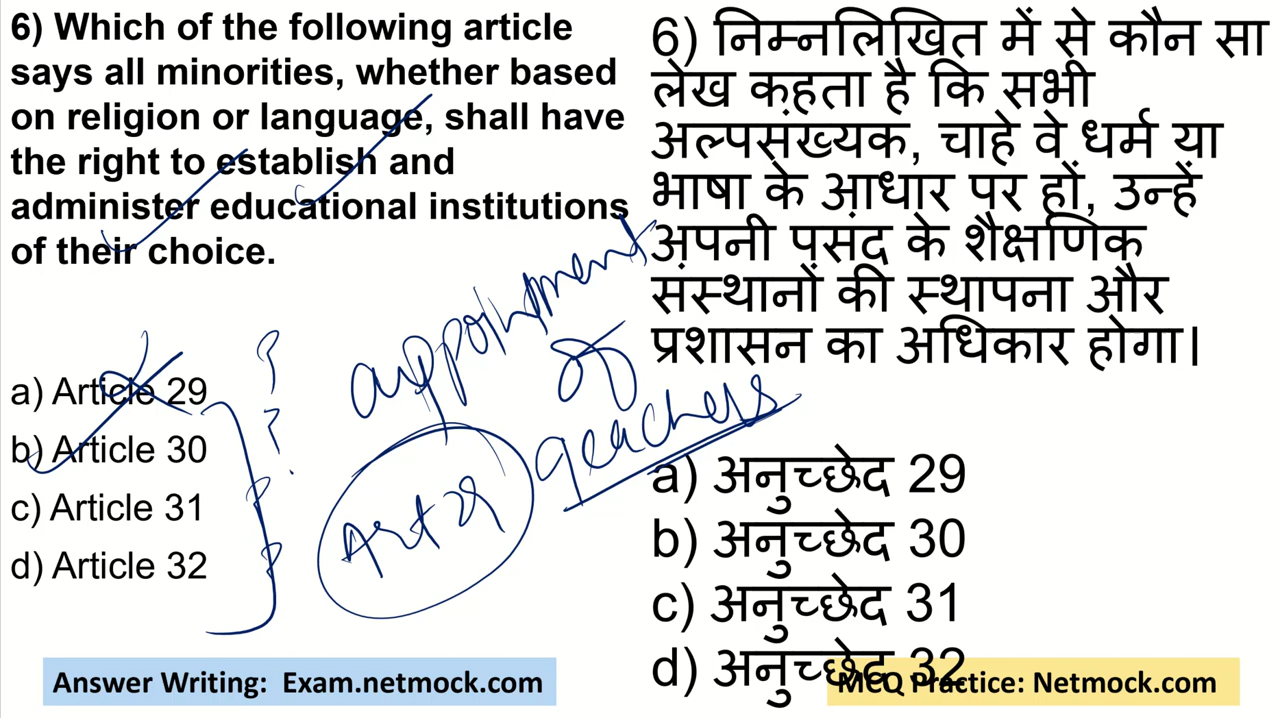 6) Which of the following article
says all minorities, whether based
on religion or language, shall have
the right to establish and
administer educational institutions
of their choice.
a) Article 29
b) Article 30
c) Article 31
d) Article 32
appointment
of
teachers
Art 29
6) निम्नलिखित में से कौन सा
लेख कहता है कि सभी
अल्पसंख्यक, चाहे वे धर्म या
भाषा के आधार पर हों, उन्हें
अपनी पसंद के शैक्षणिक
संस्थानों की स्थापना और
प्रशासन का अधिकार होगा।
a) अनुच्छेद 29
b) अनुच्छेद 30
c) अनुच्छेद 31
d) अनुच्छेद 32
Answer Writing: Exam.netmock.com
MCQ Practice: Netmock.com